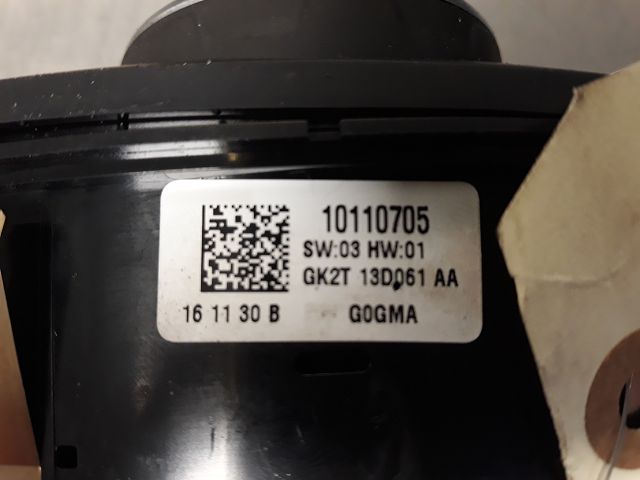 10110705
SW:03 HW:01
GK2T 13D061 AA
16 11 30 B G0GMA